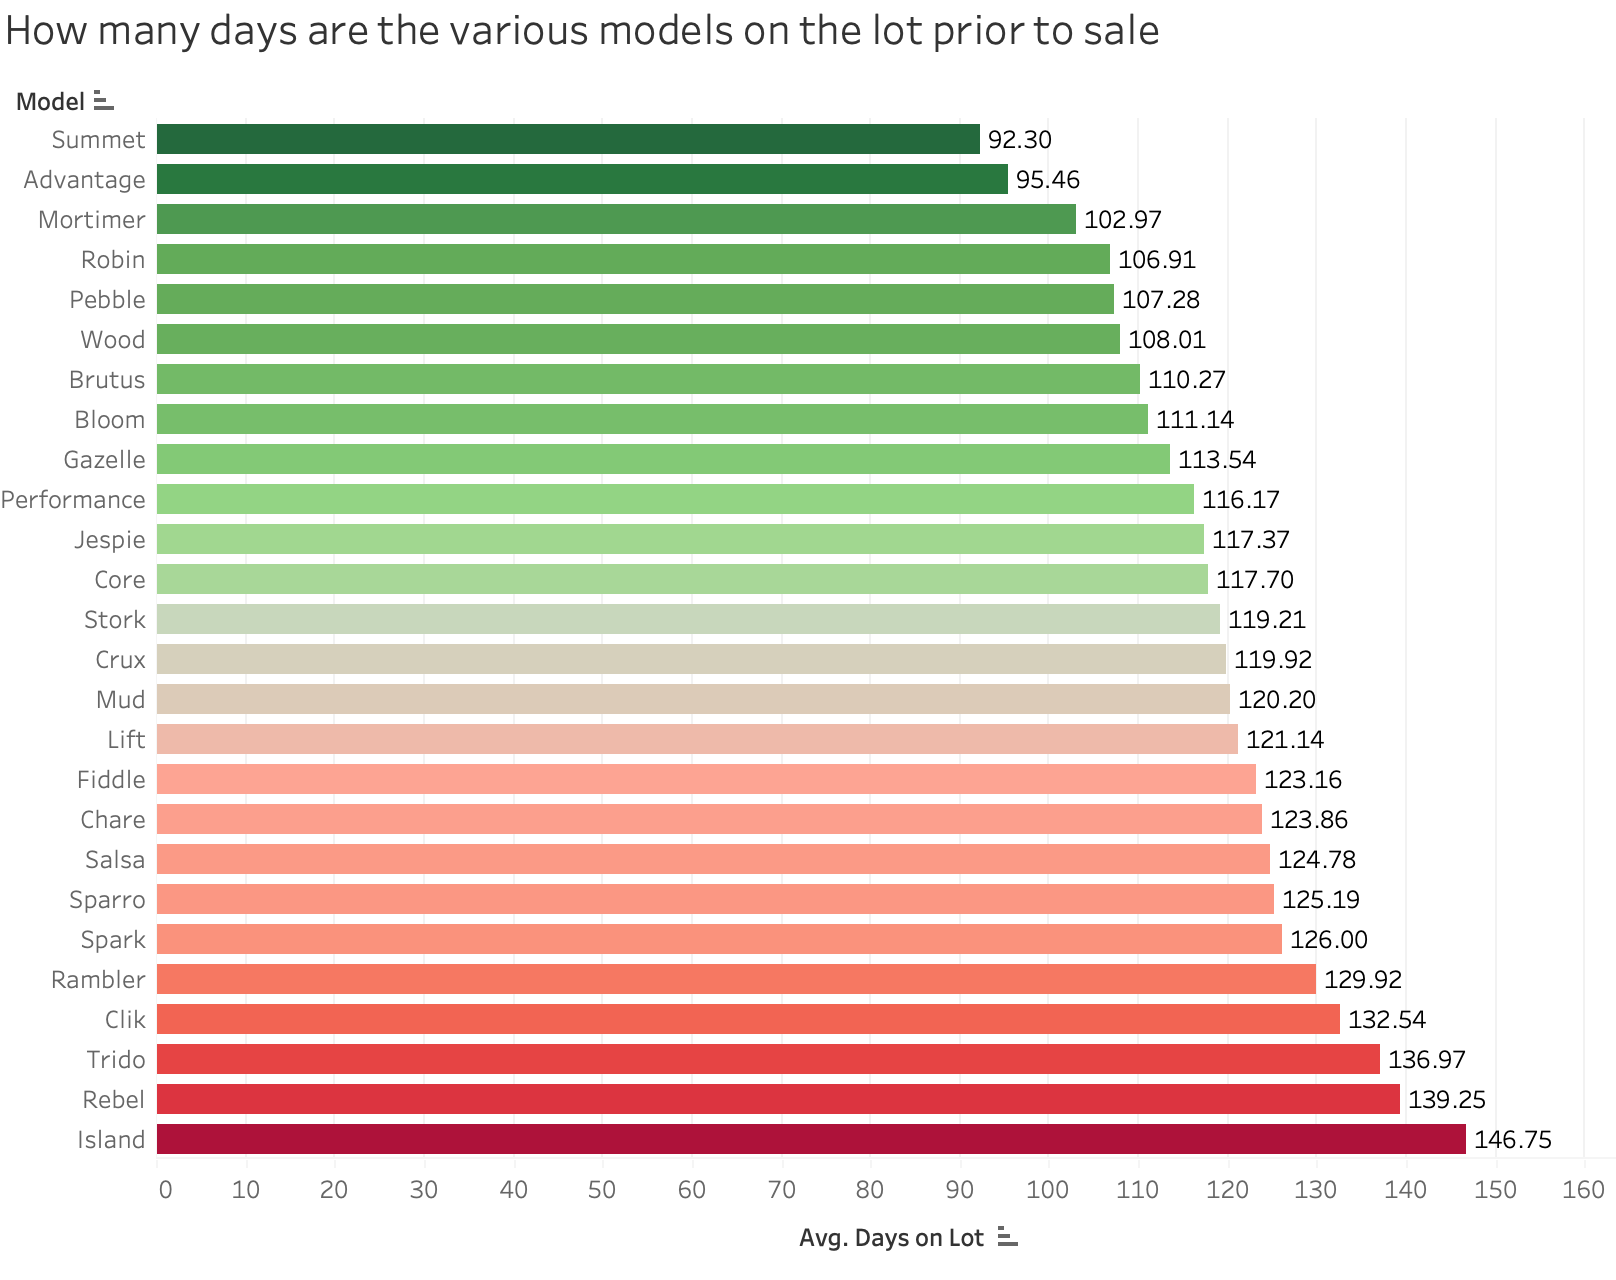 How many days are the various models on the lot prior to sale
Model
Summet 92.30
Advantage 95.46
Mortimer 102.97
Robin 106.91
Pebble 107.28
Wood 108.01
Brutus 110.27
Bloom 111.14
Gazelle 113.54
Performance 116.17
Jespie 117.37
Core 117.70
Stork 119.21
Crux 119.92
Mud 120.20
Lift 121.14
Fiddle 123.16
Chare 123.86
Salsa 124.78
Sparro 125.19
Spark 126.00
Rambler 129.92
Clik 132.54
Trido 136.97
Rebel 139.25
Island 146.75
0 10 20 30 40 50 60 70 80 90 100 110 120 130 140 150 160
Avg. Days on Lot